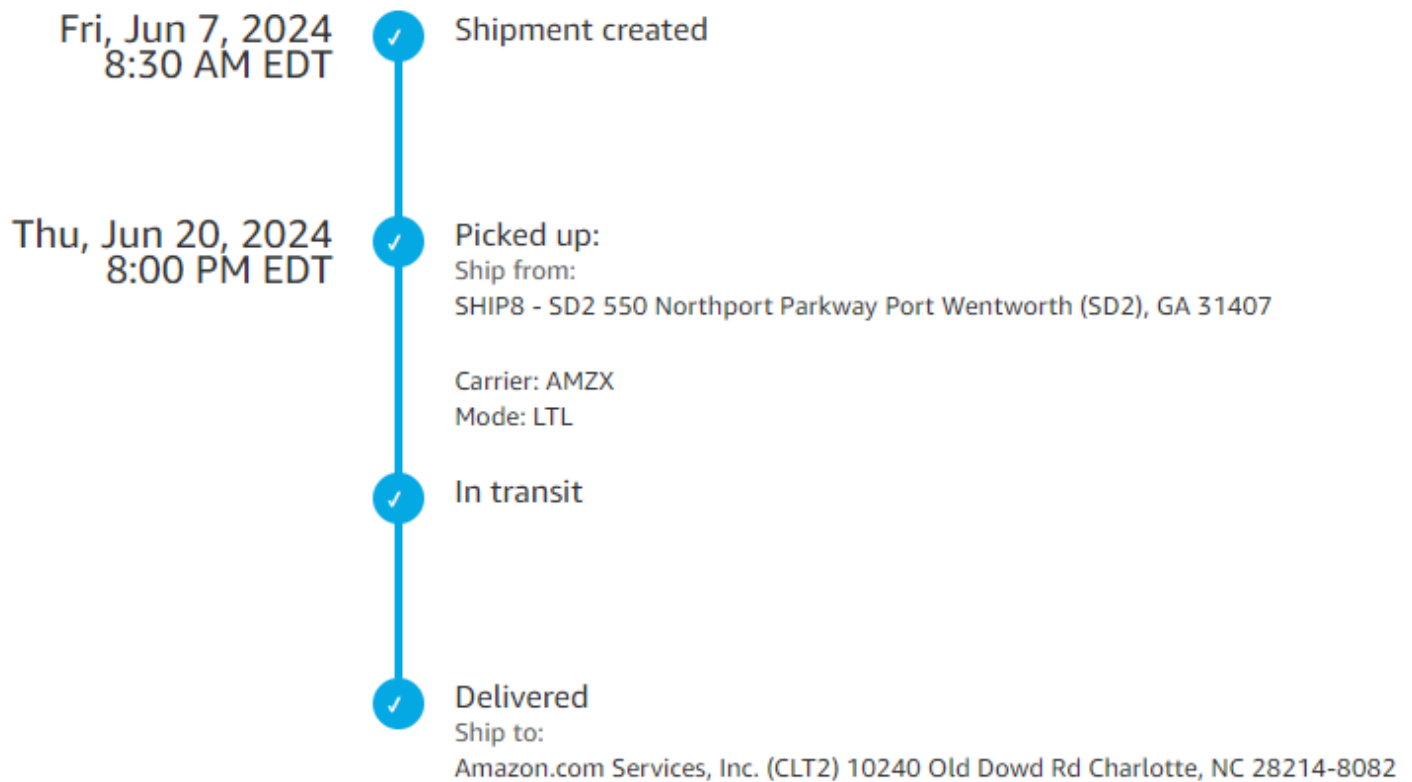 Fri, Jun 7, 2024
8:30 AM EDT
Shipment created
Thu, Jun 20, 2024
8:00 PM EDT
Picked up:
Ship from:
SHIP8 - SD2 550 Northport Parkway Port Wentworth (SD2), GA 31407
Carrier: AMZX
Mode: LTL
In transit
Delivered
Ship to:
Amazon.com Services, Inc. (CLT2) 10240 Old Dowd Rd Charlotte, NC 28214-8082